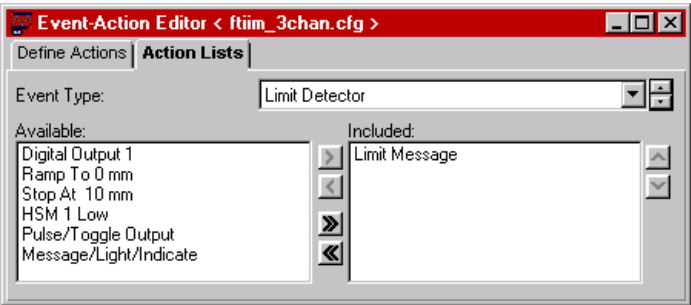 Event-Action Editor < ftiim_3chan.cfg >
Define Actions Action Lists
Event Type: Limit Detector
Available: Included:
Digital Output 1 Limit Message
Ramp To 0 mm
Stop At 10 mm
HSM 1 Low
Pulse/Toggle Output
Message/Light/Indicate